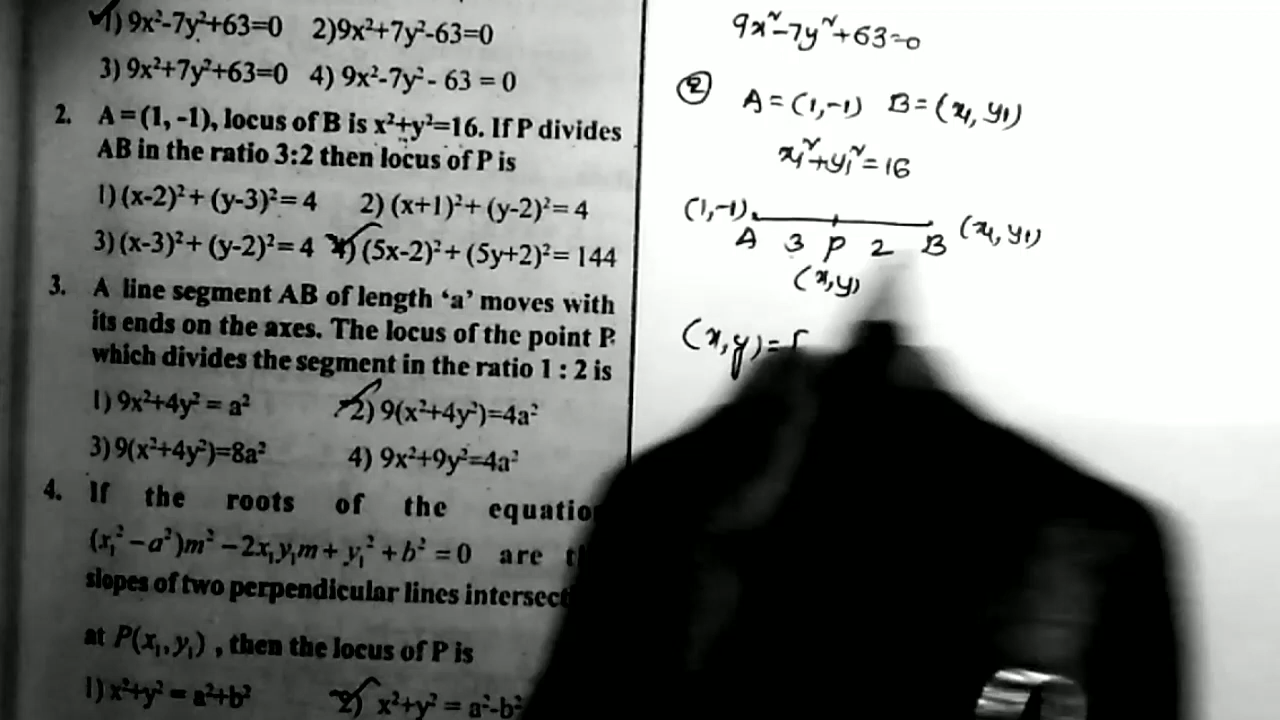 1) 9x²-7y²+63=0 2) 9x²+7y²-63=0
3) 9x²+7y²+63=0 4) 9x²-7y²- 63 = 0
2. A = (1, -1), locus of B is x²+y²=16. If P divides
AB in the ratio 3:2 then locus of P is
1) (x-2)² + (y-3)² = 4 2) (x+1)² + (y-2)² = 4
3) (x-3)² + (y-2)² = 4 4) (5x-2)² + (5y+2)² = 144
3. A line segment AB of length ‘a’ moves with
its ends on the axes. The locus of the point P
which divides the segment in the ratio 1 : 2 is
1) 9x²+4y² = a² 2) 9(x²+4y²)=4a²
3) 9(x²+4y²)=8a² 4) 9x²+9y²=4a²
4. If the roots of the
(x₁² – a²)m² – 2x₁y₁m + y₁² + b² = 0 are
slopes of two perpendicular lines
at P(x₁, y₁) , then the locus of P is
1) x²+y² = a²+b² 2) x²+y² = a²-b²
9x²-7y²+63=0
② A = (1,-1) B = (x₁, y₁)
x₁²+y₁²=16
(1,-1) (x₁, y₁)
A 3 P 2 B
(x,y)
(x,y)=